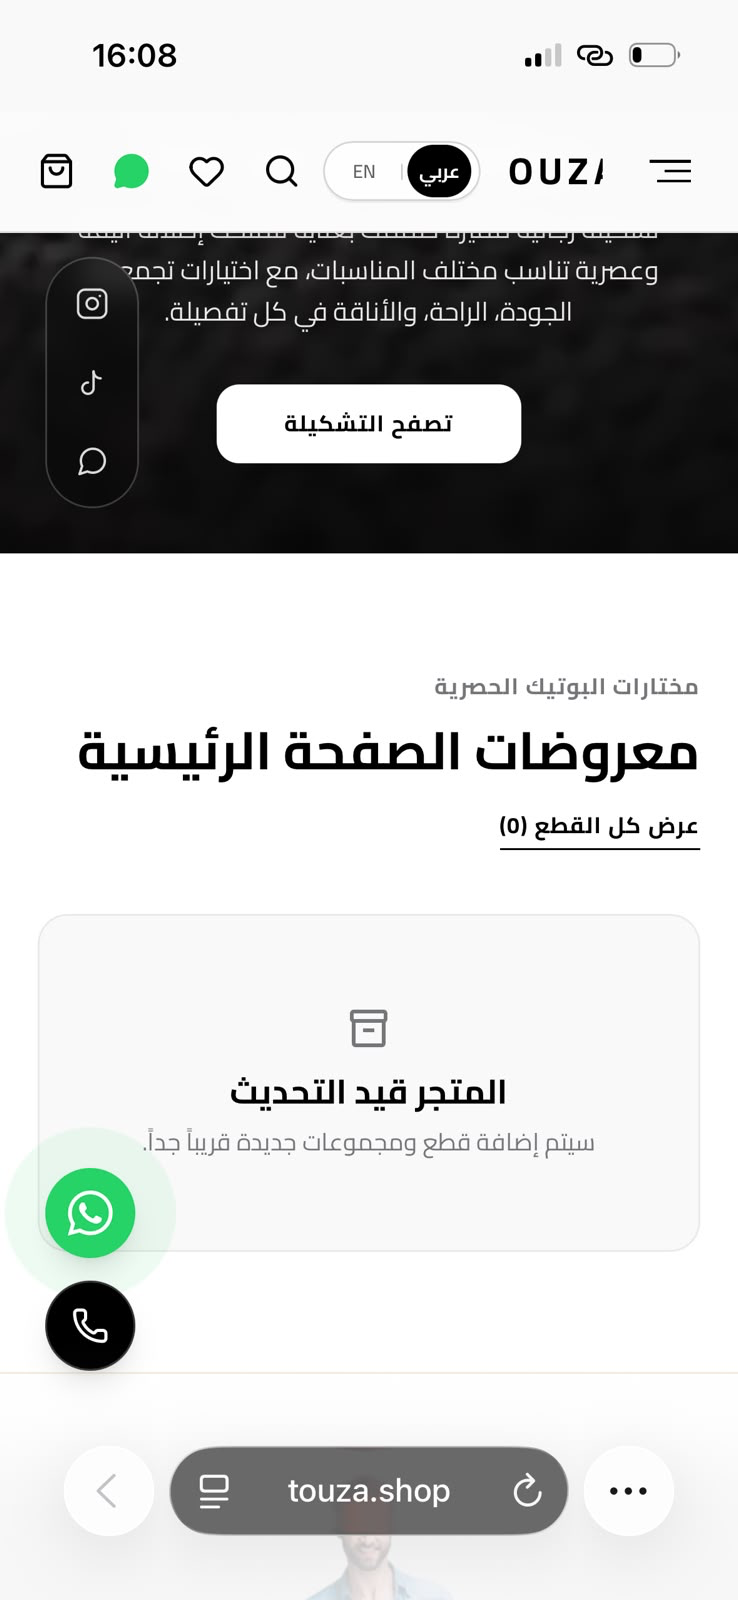 16:08
EN
عربي
OUZA
وعصرية تناسب مختلف المناسبات، مع اختيارات تجمع
الجودة، الراحة، والأناقة في كل تفصيلة.
تصفح التشكيلة
مختارات البوتيك الحصرية
معروضات الصفحة الرئيسية
عرض كل القطع (0)
المتجر قيد التحديث
سيتم إضافة قطع ومجموعات جديدة قريباً جداً.
touza.shop